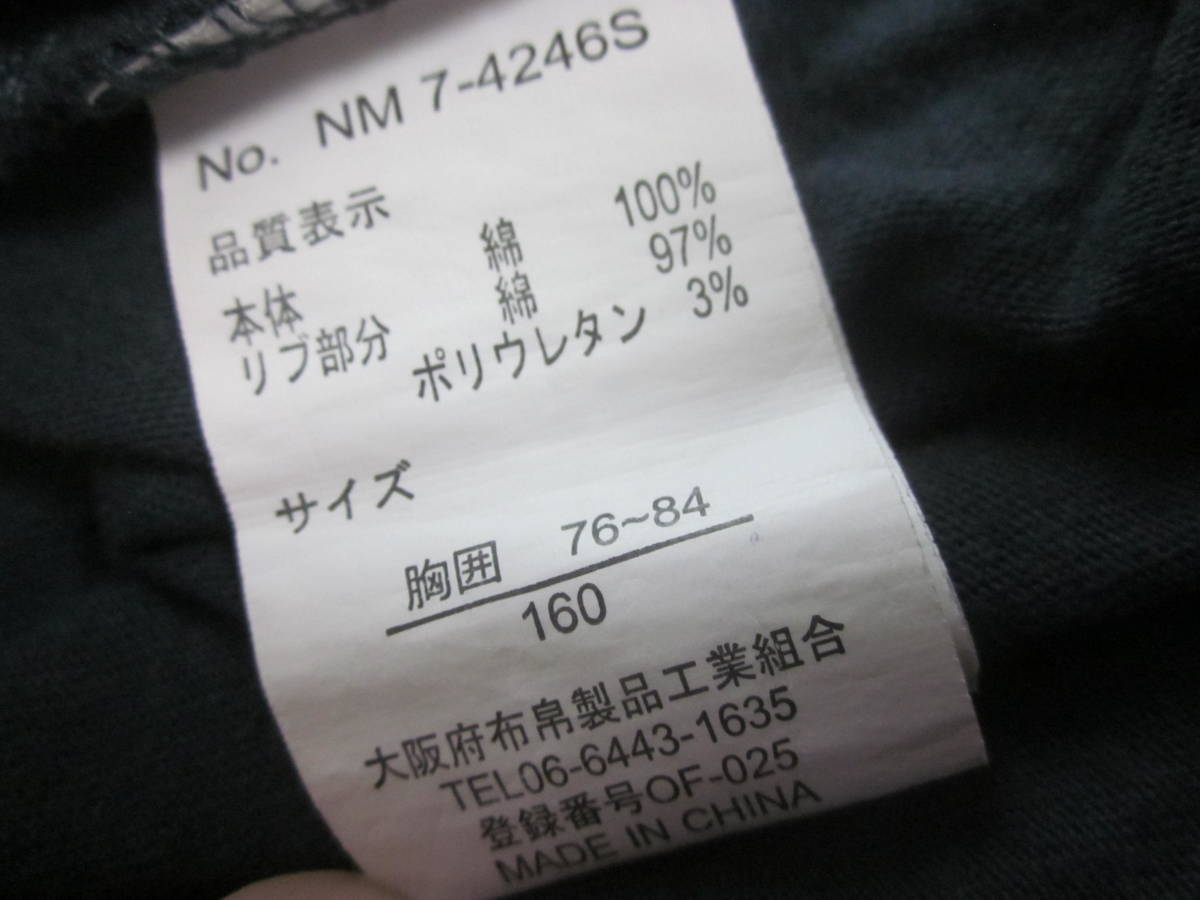 No. NM 7-4246S
品質表示
本体 綿 100%
リブ部分 綿 97%
ポリウレタン 3%
サイズ
胸囲 76~84
160
大阪府布帛製品工業組合
TEL06-6443-1635
登録番号OF-025
MADE IN CHINA